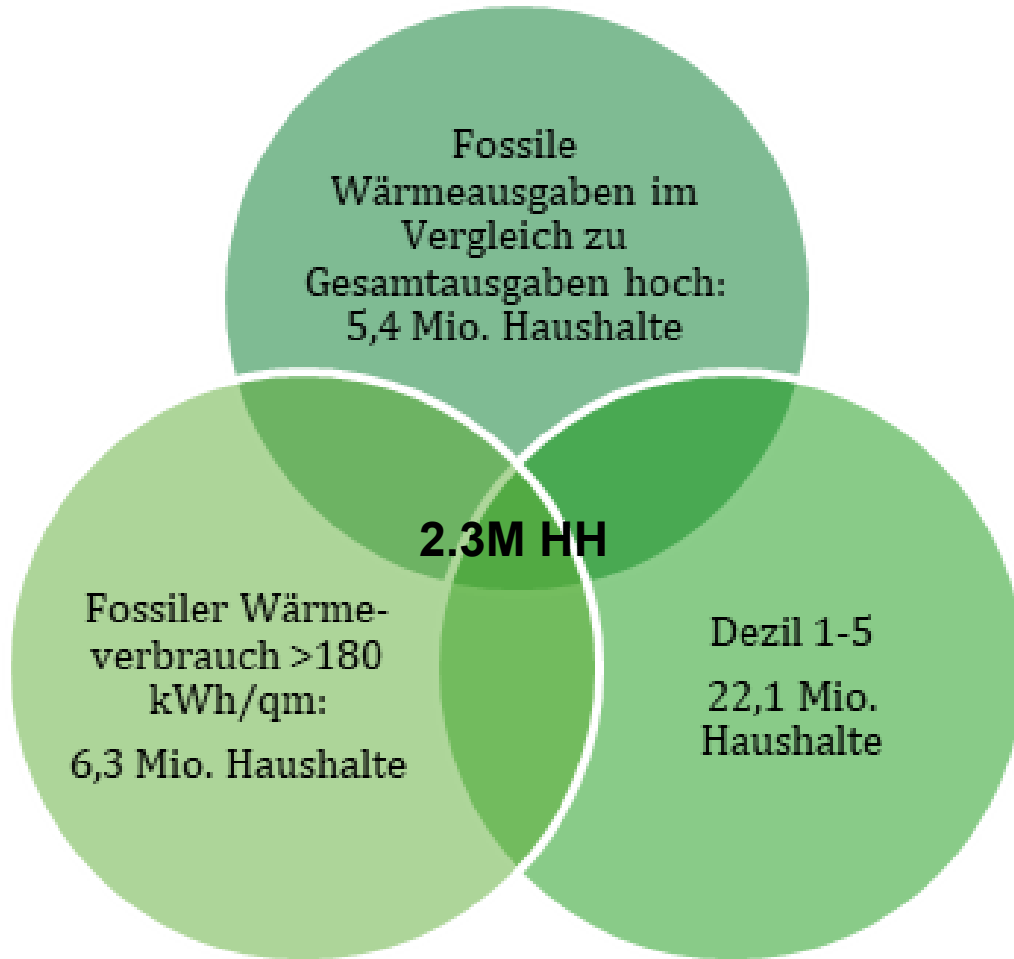 Fossile
Wärmeausgaben im
Vergleich zu
Gesamtausgaben hoch:
5,4 Mio. Haushalte
2.3M HH
Fossiler Wärme-
verbrauch >180
kWh/qm:
6,3 Mio. Haushalte
Dezil 1-5
22,1 Mio.
Haushalte